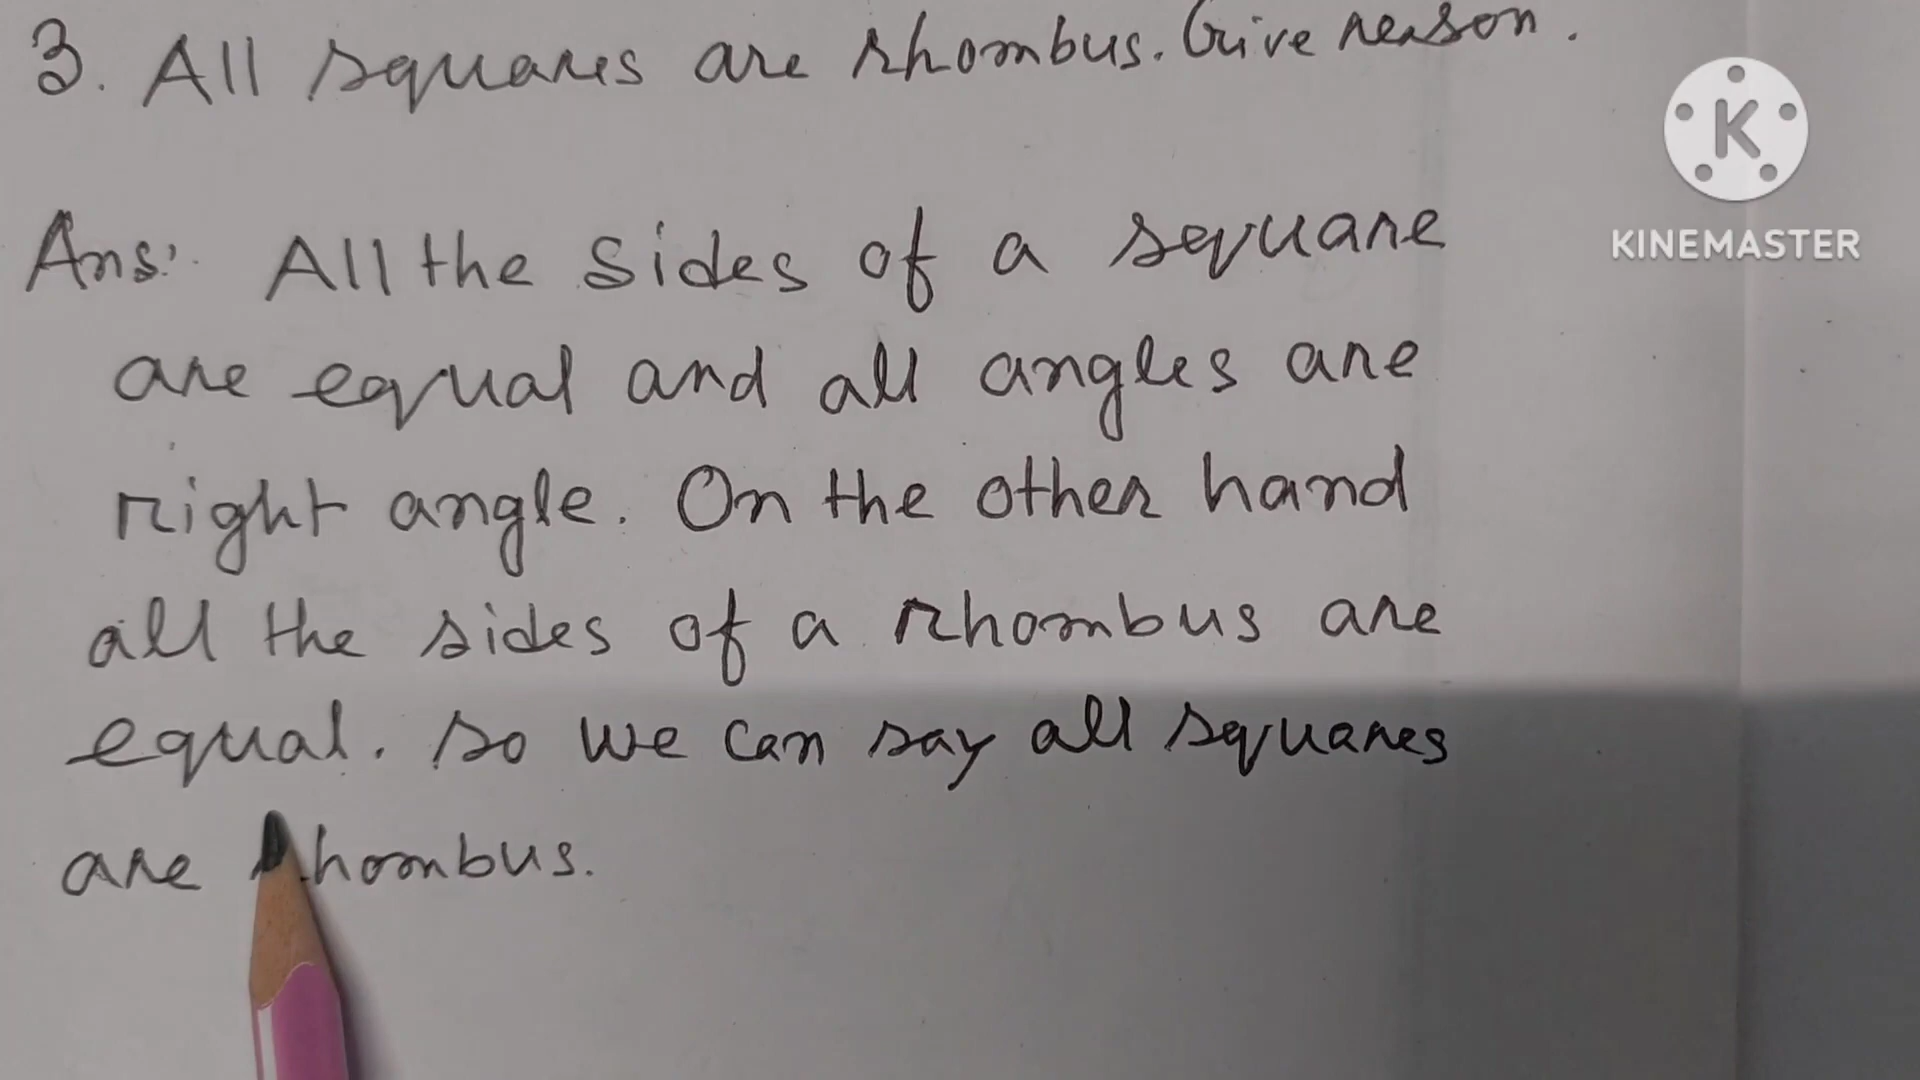 3. All squares are rhombus. Give reason.
K
KINEMASTER
Ans: All the sides of a square
are equal and all angles are
right angle. On the other hand
all the sides of a rhombus are
equal. so we can say all squares
are rhombus.